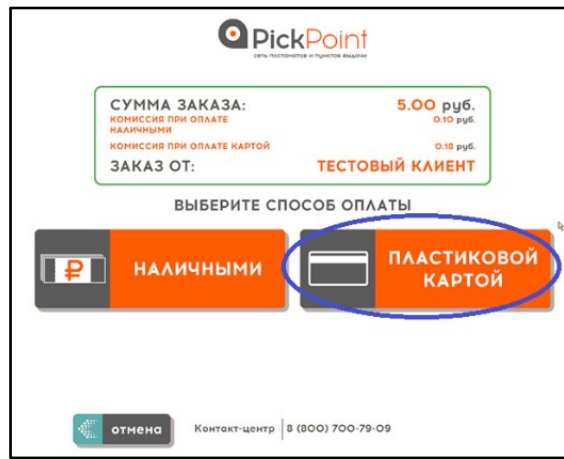 PickPoint
сеть постаматов и пунктов выдачи
СУММА ЗАКАЗА: 5.00 руб.
КОМИССИЯ ПРИ ОПЛАТЕ НАЛИЧНЫМИ 0.10 руб.
КОМИССИЯ ПРИ ОПЛАТЕ КАРТОЙ 0.18 руб.
ЗАКАЗ ОТ: ТЕСТОВЫЙ КЛИЕНТ
ВЫБЕРИТЕ СПОСОБ ОПЛАТЫ
НАЛИЧНЫМИ
ПЛАСТИКОВОЙ
КАРТОЙ
отмена
Контакт-центр 8 (800) 700-79-09